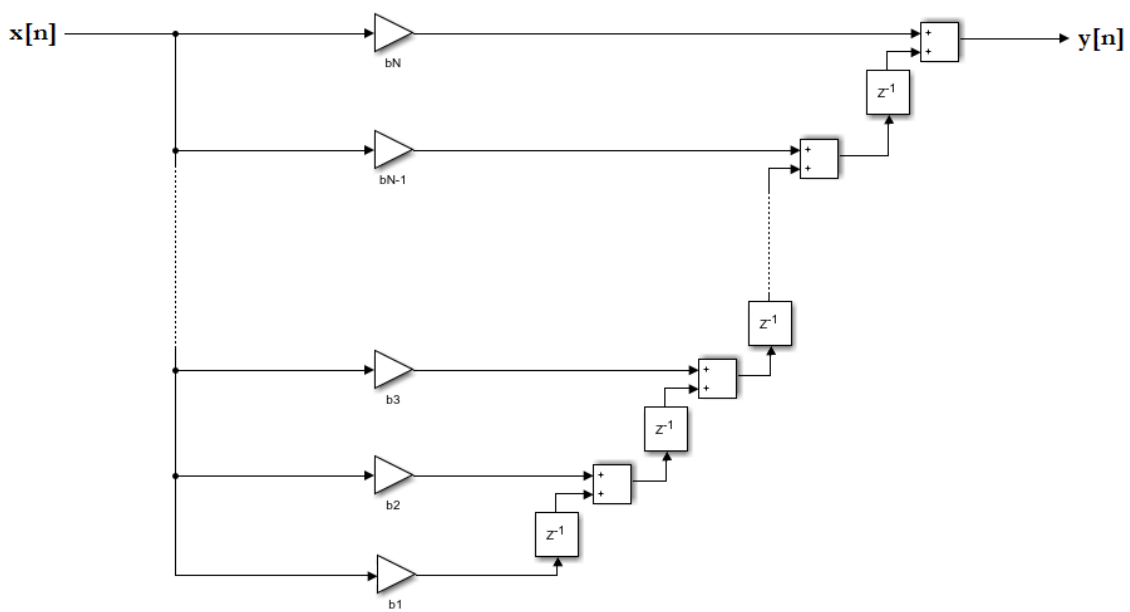 x[n]
bN
+
+
y[n]
z-1
bN-1
+
+
z-1
b3
+
+
z-1
b2
+
+
z-1
b1